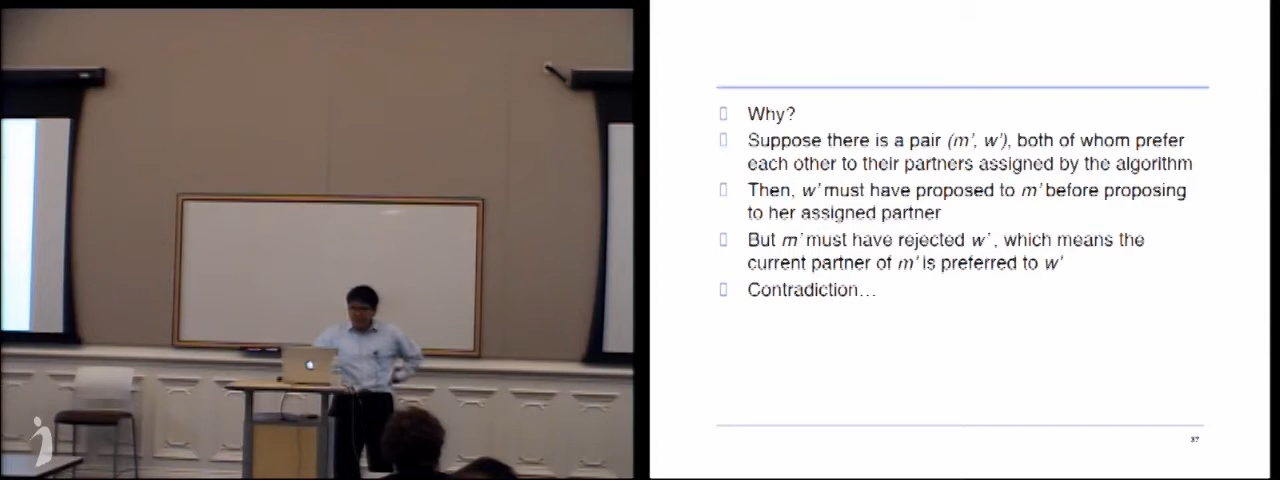 Why?
Suppose there is a pair (m’, w’), both of whom prefer
each other to their partners assigned by the algorithm
Then, w’ must have proposed to m’ before proposing
to her assigned partner
But m’ must have rejected w’ , which means the
current partner of m’ is preferred to w’
Contradiction…
37